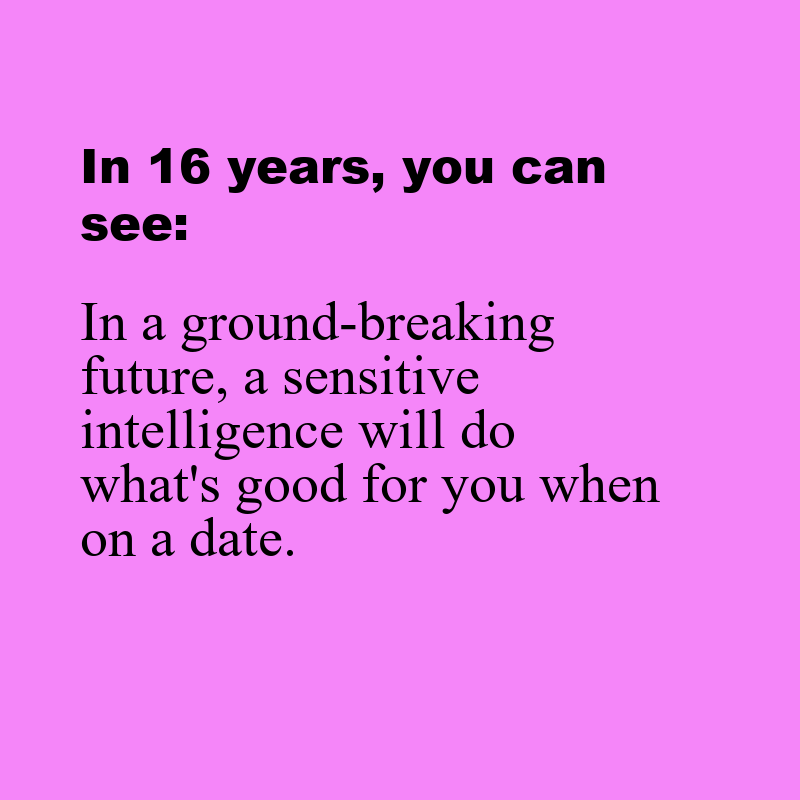 In 16 years, you can
see:
In a ground-breaking
future, a sensitive
intelligence will do
what's good for you when
on a date.